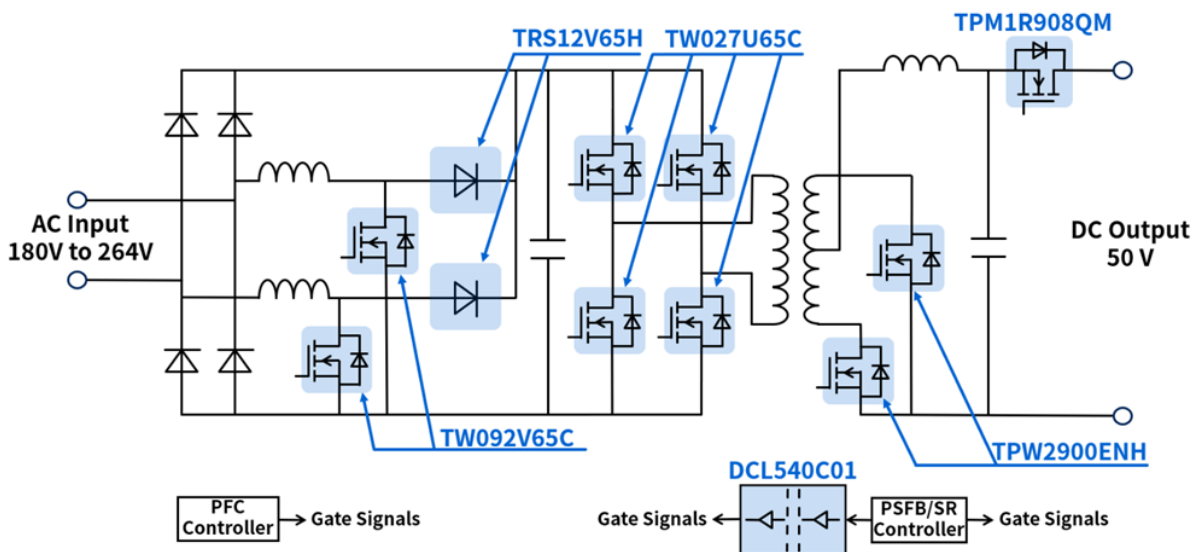 TPM1R908QM
TRS12V65H
TW027U65C
AC Input
180V to 264V
DC Output
50 V
TW092V65C
TPW2900ENH
DCL540C01
PFC
Controller
Gate Signals
Gate Signals
PSFB/SR
Controller
Gate Signals